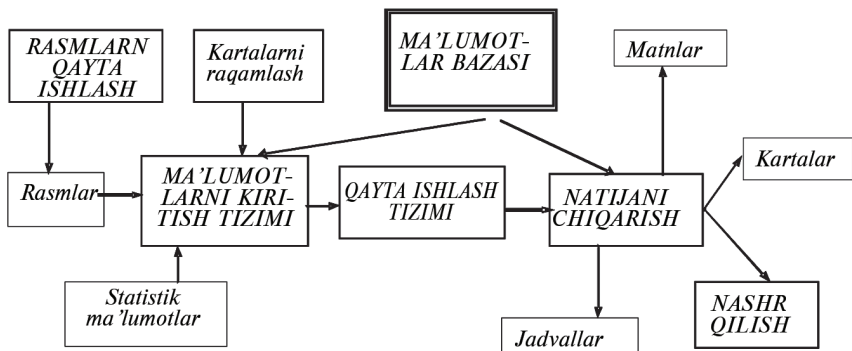 RASMLARN
QAYTA
ISHLASH
Kartalarni
raqamlash
MA’LUMOT-
LAR BAZASI
Matnlar
Rasmlar
MA’LUMOT-
LARNI KIRI-
TISH TIZIMI
QAYTA ISHLASH
TIZIMI
NATIJANI
CHIQARISH
Kartalar
Statistik
ma’lumotlar
Jadvallar
NASHR
QILISH